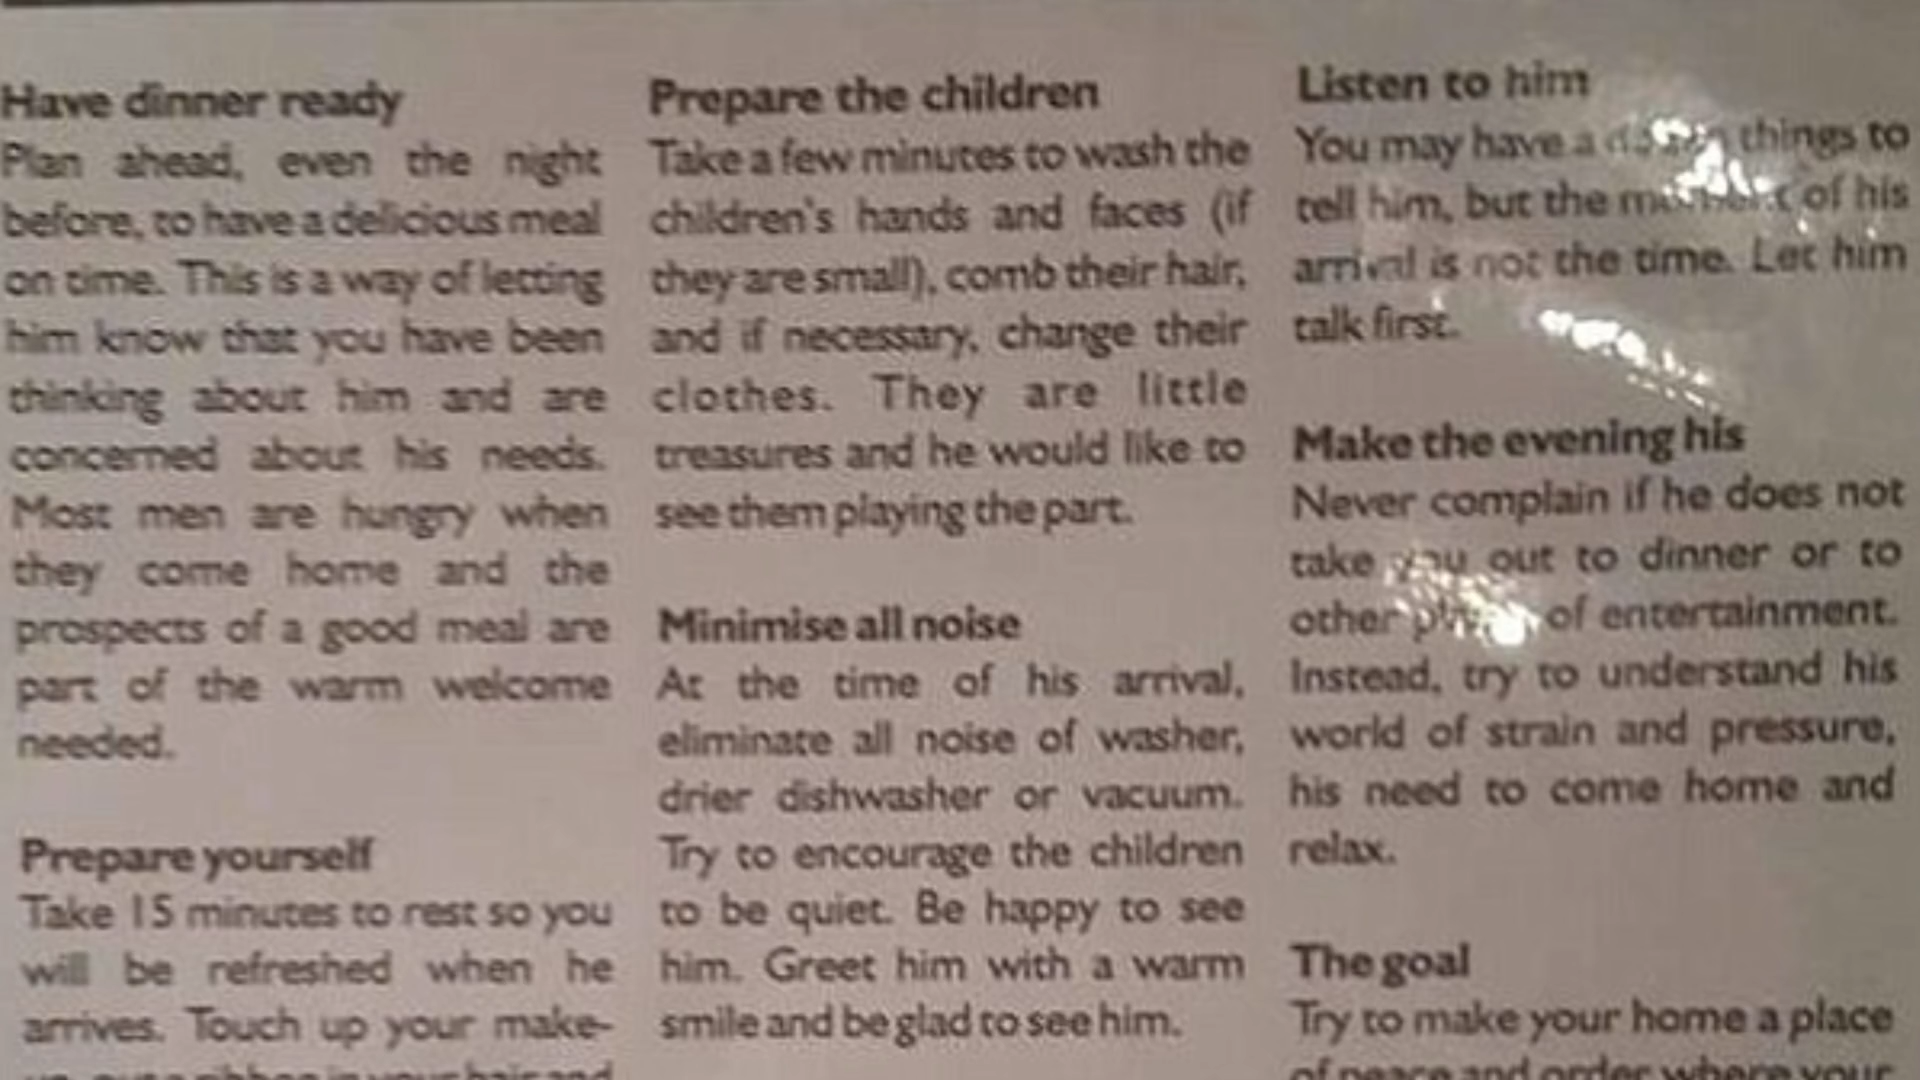 Have dinner ready
Plan ahead, even the night
before, to have a delicious meal
on time. This is a way of letting
him know that you have been
thinking about him and are
concerned about his needs.
Most men are hungry when
they come home and the
prospects of a good meal are
part of the warm welcome
needed.
Prepare yourself
Take 15 minutes to rest so you
will be refreshed when he
arrives. Touch up your make-
ribbon in your hair and
Prepare the children
Take a few minutes to wash the
children's hands and faces (if
they are small), comb their hair,
and if necessary, change their
clothes. They are little
treasures and he would like to
see them playing the part.
Minimise all noise
At the time of his arrival,
eliminate all noise of washer,
drier dishwasher or vacuum.
Try to encourage the children
to be quiet. Be happy to see
him. Greet him with a warm
smile and be glad to see him.
Listen to him
You may have a things to
tell him, but the moment of his
arrival is not the time. Let him
talk first.
Make the evening his
Never complain if he does not
take you out to dinner or to
other of entertainment.
Instead, try to understand his
world of strain and pressure,
his need to come home and
relax.
The goal
Try to make your home a place
of peace and order where your